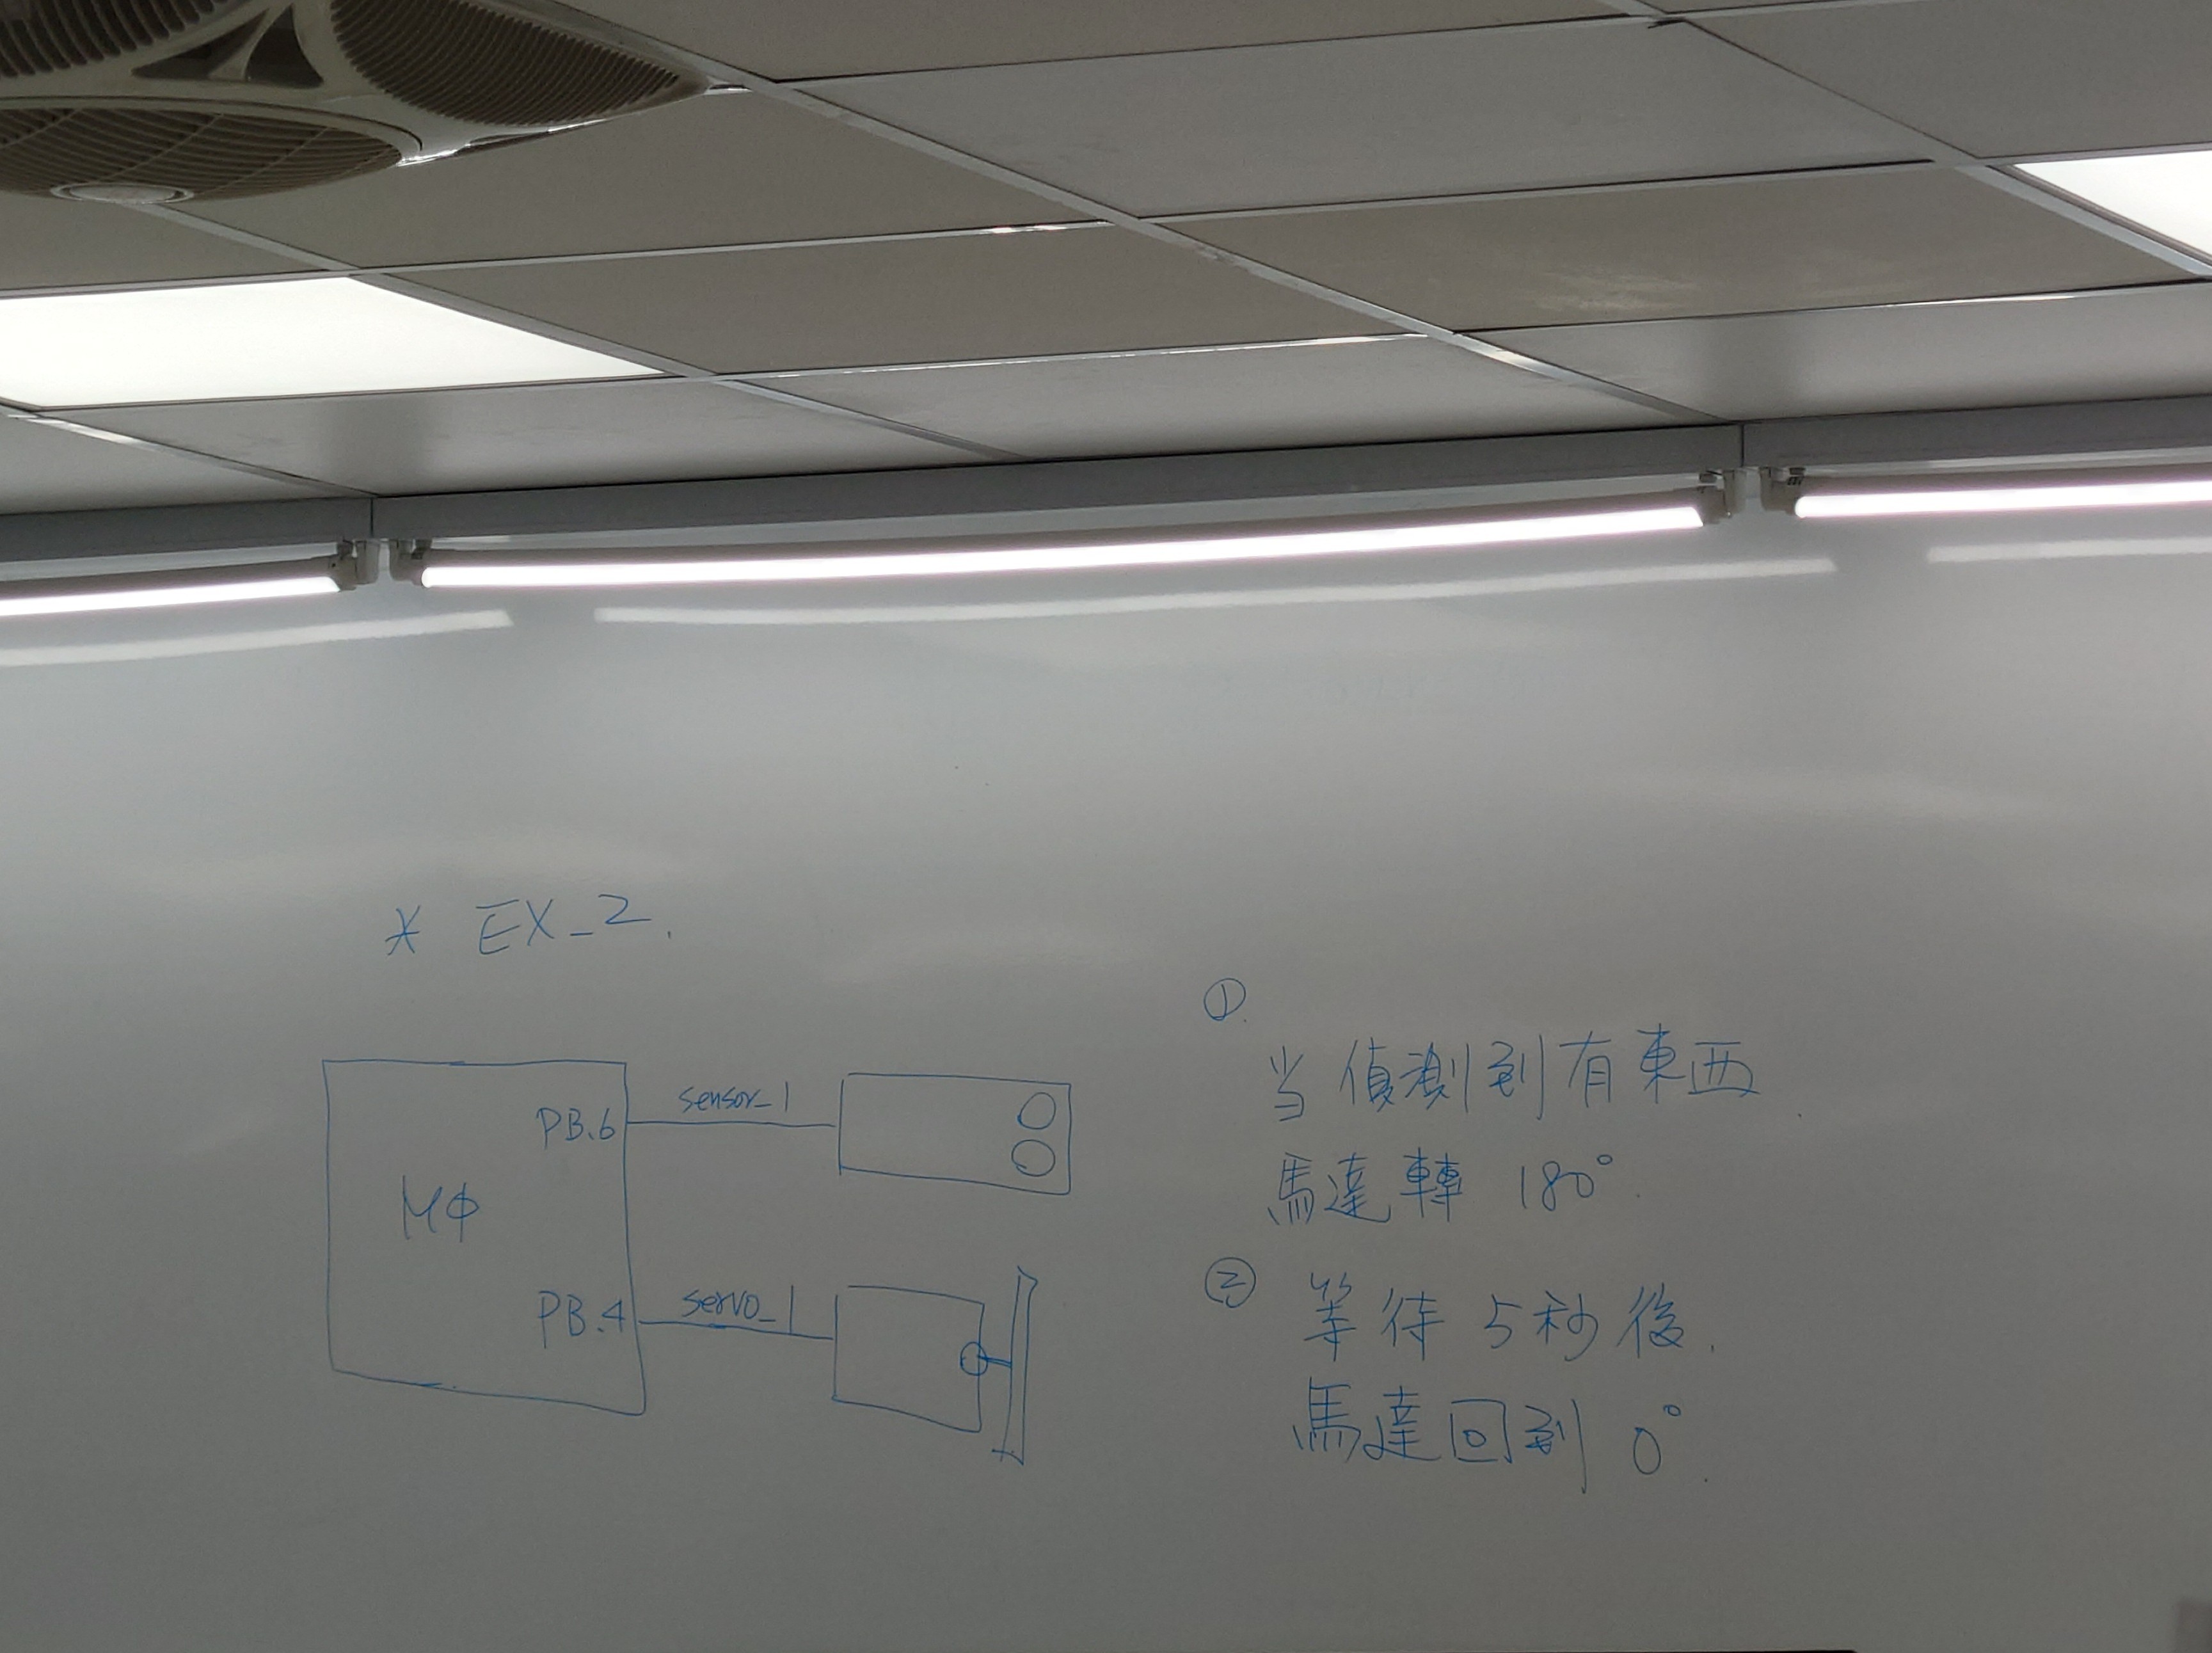 * EX_2.
PB.6
sensor_1
MΦ
PB.4
servo_1
①
当偵測到有東西.
馬達轉 180°.
② 等待5秒後.
馬達回到 0°.